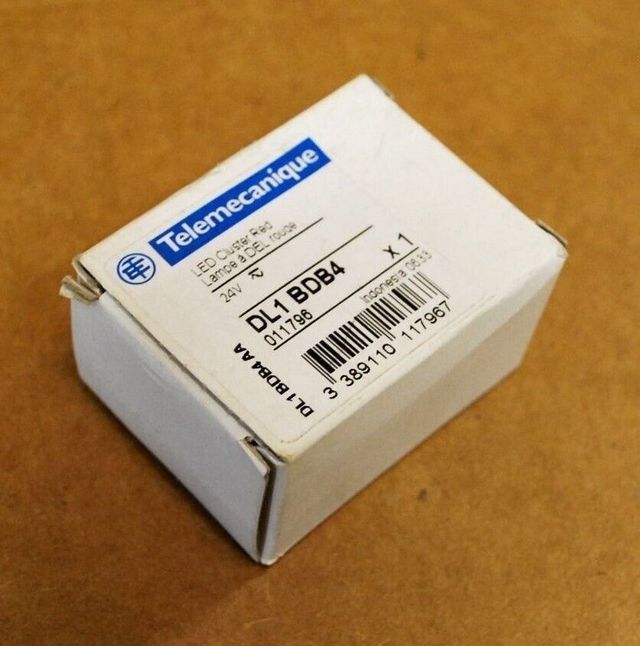 Telemecanique
LED Cluster Red
Lampe à DEL rouge
24V
DL1 BDB4 X 1
011796 Indonesia 0633
DL1 BDB4 AA
3 389110 117967